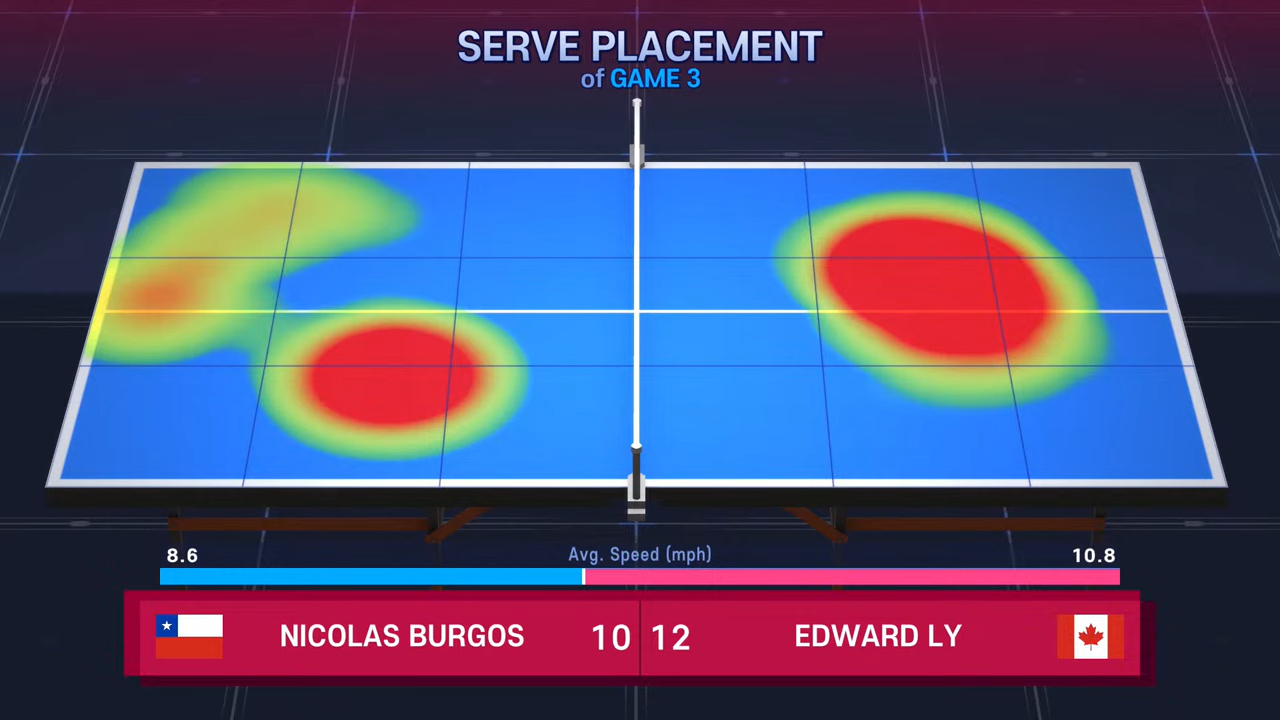 SERVE PLACEMENT
of GAME 3
8.6 Avg. Speed (mph) 10.8
NICOLAS BURGOS 10 12 EDWARD LY